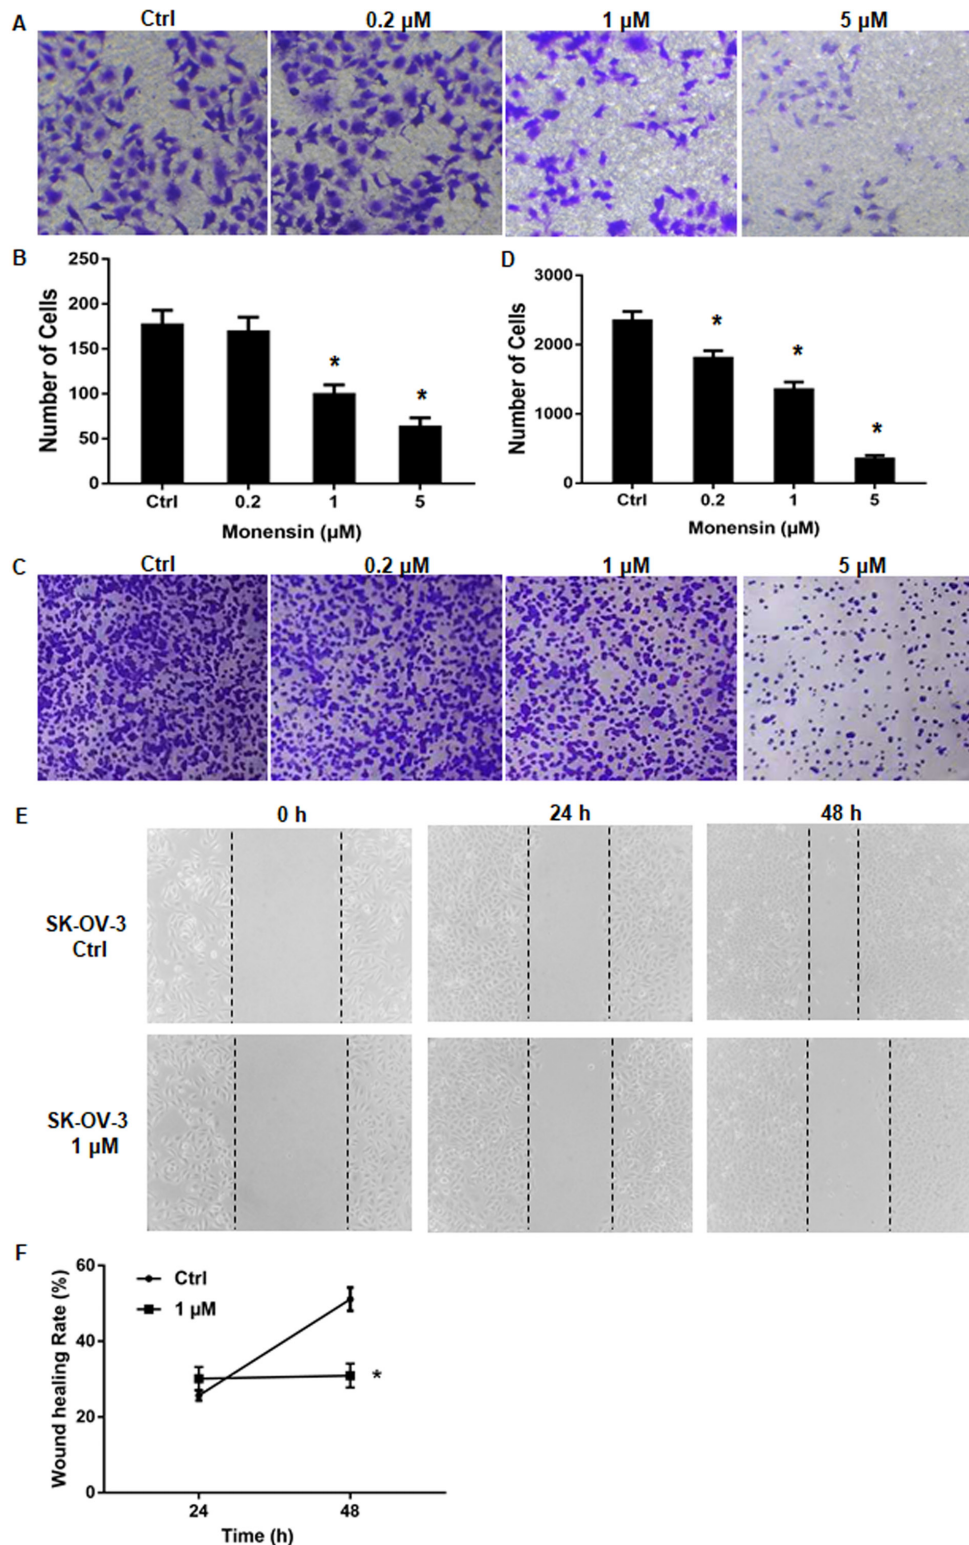 A
Ctrl
0.2 µM
1 µM
5 µM
B
250
200
150
100
50
0
Number of Cells
*
*
Ctrl
0.2
1
5
Monensin (µM)
D
3000
2000
1000
0
Number of Cells
*
*
*
Ctrl
0.2
1
5
Monensin (µM)
C
Ctrl
0.2 µM
1 µM
5 µM
E
0 h
24 h
48 h
SK-OV-3
Ctrl
SK-OV-3
1 µM
F
60
40
20
0
Wound healing Rate (%)
Ctrl
1 µM
*
24
48
Time (h)